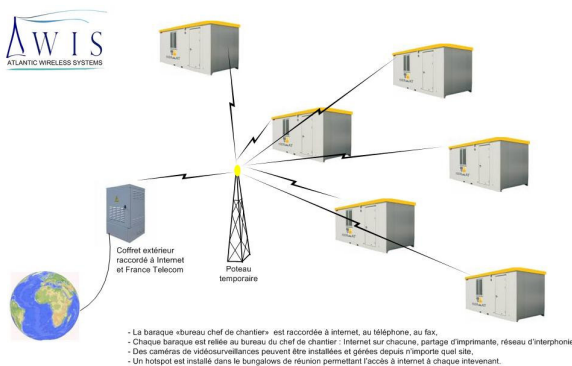 AWIS
ATLANTIC WIRELESS SYSTEMS
Coffret extérieur
raccordé à Internet
et France Telecom
Poteau
temporaire
- La baraque «bureau chef de chantier» est raccordée à internet, au téléphone, au fax,
- Chaque baraque est reliée au bureau du chef de chantier : Internet sur chacune, partage d'imprimante, réseau d'interphonie
- Des caméras de vidéosurveillances peuvent être installées et gérées depuis n'importe quel site,
- Un hotspot est installé dans le bungalows de réunion permettant l'accès à internet à chaque intevenant.